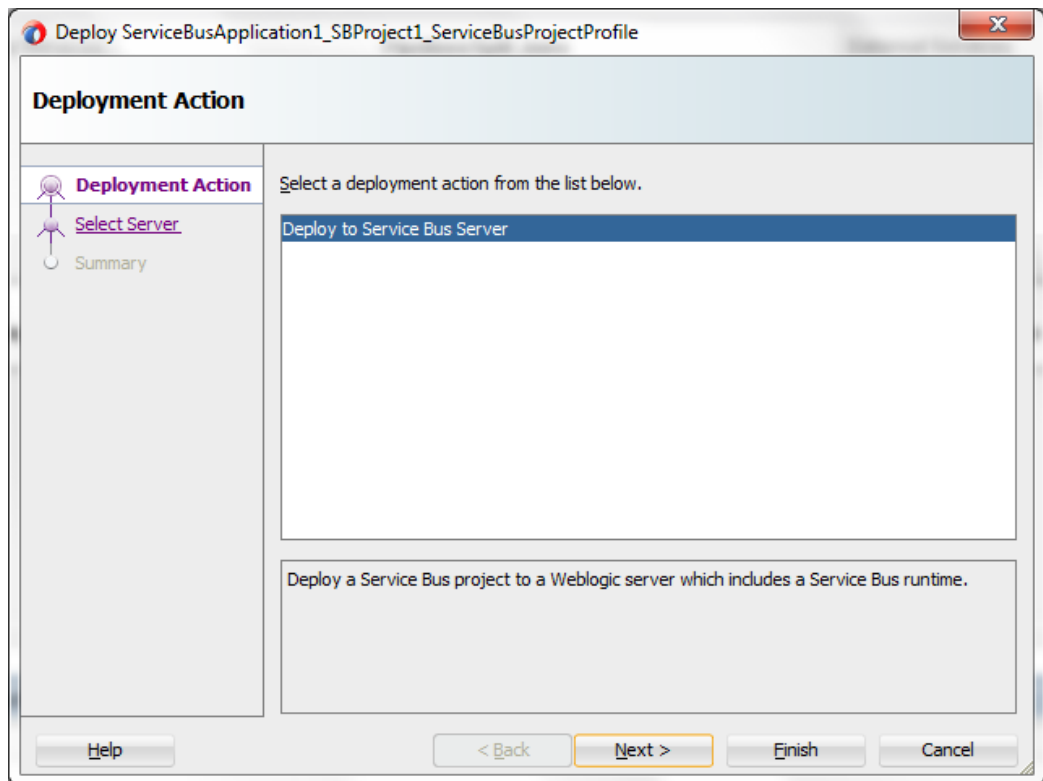 Deploy ServiceBusApplication1_SBProject1_ServiceBusProjectProfile
Deployment Action
Deployment Action
Select Server
Summary
Select a deployment action from the list below.
Deploy to Service Bus Server
Deploy a Service Bus project to a Weblogic server which includes a Service Bus runtime.
Help
< Back
Next >
Finish
Cancel